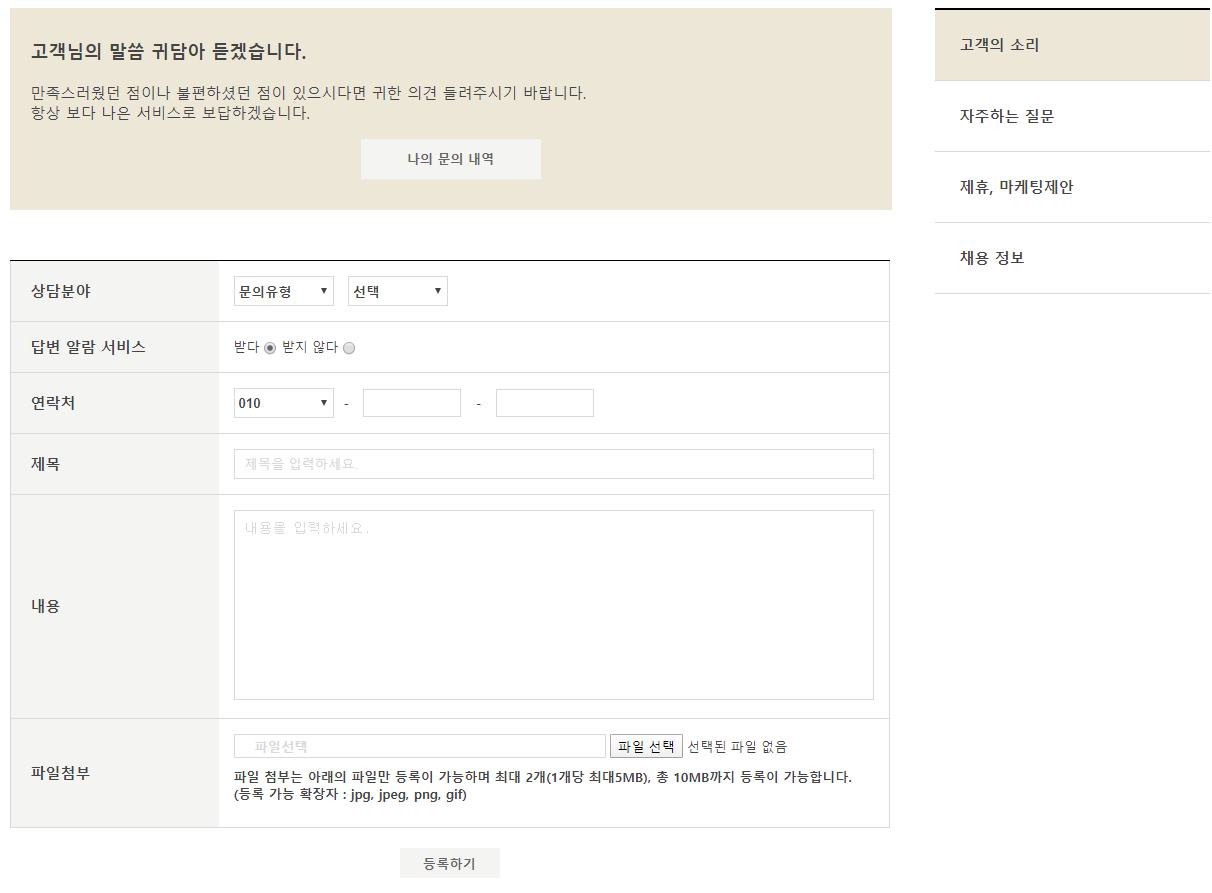 고객님의 말씀 귀담아 듣겠습니다.
만족스러웠던 점이나 불편하셨던 점이 있으시다면 귀한 의견 들려주시기 바랍니다.
항상 보다 나은 서비스로 보답하겠습니다.
나의 문의 내역
고객의 소리
자주하는 질문
제휴, 마케팅제안
채용 정보
상담분야 문의유형 선택
답변 알람 서비스 받다 받지 않다
연락처 010 - -
제목 제목을 입력하세요.
내용 내용을 입력하세요.
파일첨부 파일선택 파일 선택 선택된 파일 없음
파일 첨부는 아래의 파일만 등록이 가능하며 최대 2개(1개당 최대5MB), 총 10MB까지 등록이 가능합니다.
(등록 가능 확장자 : jpg, jpeg, png, gif)
등록하기